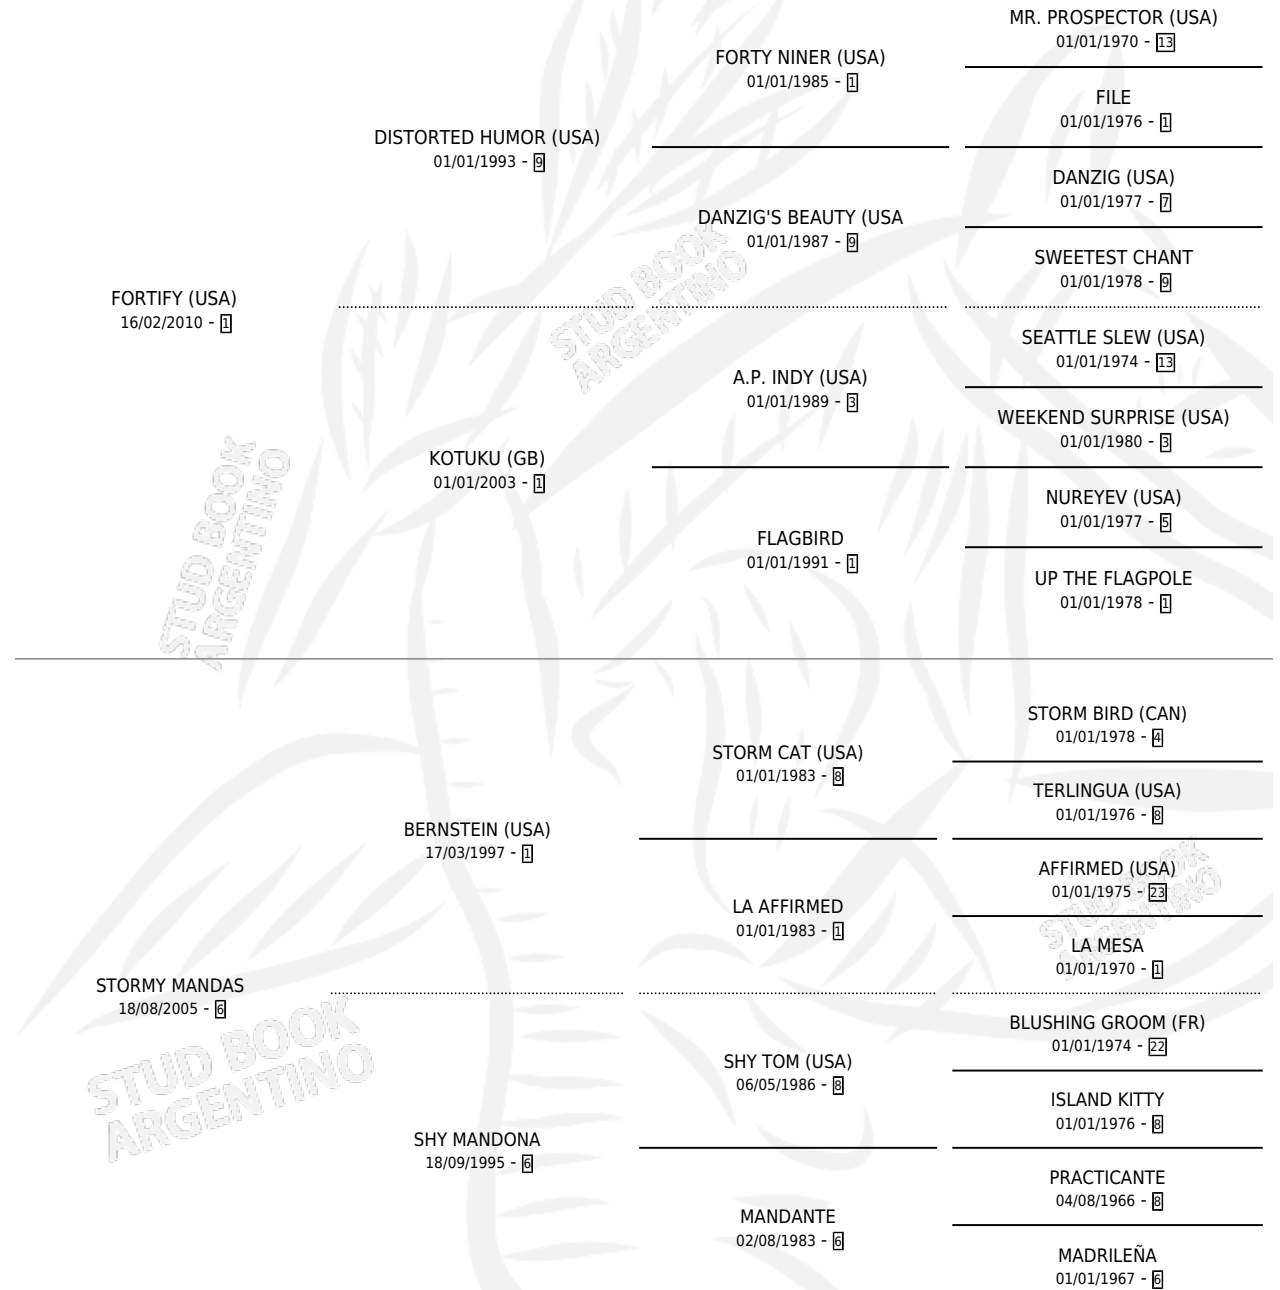 MR. PROSPECTOR (USA)
01/01/1970 - 13
FORTY NINER (USA)
01/01/1985 - 1
FILE
01/01/1976 - 1
DISTORTED HUMOR (USA)
01/01/1993 - 9
DANZIG (USA)
01/01/1977 - 7
DANZIG'S BEAUTY (USA
01/01/1987 - 9
SWEETEST CHANT
01/01/1978 - 9
STUD BOOK
ARGENTINO
FORTIFY (USA)
16/02/2010 - 1
SEATTLE SLEW (USA)
01/01/1974 - 13
A.P. INDY (USA)
01/01/1989 - 3
WEEKEND SURPRISE (USA)
01/01/1980 - 3
KOTUKU (GB)
01/01/2003 - 1
NUREYEV (USA)
01/01/1977 - 5
FLAGBIRD
01/01/1991 - 1
UP THE FLAGPOLE
01/01/1978 - 1
STUD BOOK
ARGENTINO
STORM BIRD (CAN)
01/01/1978 - 4
STORM CAT (USA)
01/01/1983 - 8
TERLINGUA (USA)
01/01/1976 - 8
BERNSTEIN (USA)
17/03/1997 - 1
AFFIRMED (USA)
01/01/1975 - 23
LA AFFIRMED
01/01/1983 - 1
LA MESA
01/01/1970 - 1
STUD BOOK
ARGENTINO
STORMY MANDAS
18/08/2005 - 6
BLUSHING GROOM (FR)
01/01/1974 - 22
SHY TOM (USA)
06/05/1986 - 8
ISLAND KITTY
01/01/1976 - 8
SHY MANDONA
18/09/1995 - 6
PRACTICANTE
04/08/1966 - 8
MANDANTE
02/08/1983 - 6
MADRILEÑA
01/01/1967 - 6
STUD BOOK
ARGENTINO